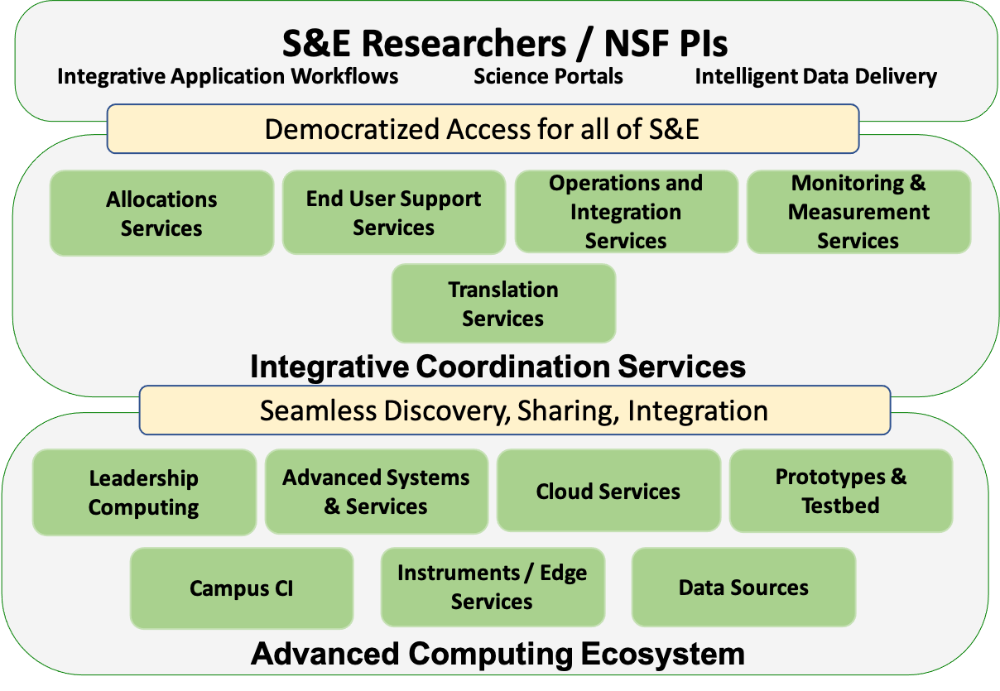 S&E Researchers / NSF PIs
Integrative Application Workflows Science Portals Intelligent Data Delivery
Democratized Access for all of S&E
Allocations
Services
End User Support
Services
Operations and
Integration
Services
Monitoring &
Measurement
Services
Translation
Services
Integrative Coordination Services
Seamless Discovery, Sharing, Integration
Leadership
Computing
Advanced Systems
& Services
Cloud Services
Prototypes &
Testbed
Campus CI
Instruments / Edge
Services
Data Sources
Advanced Computing Ecosystem